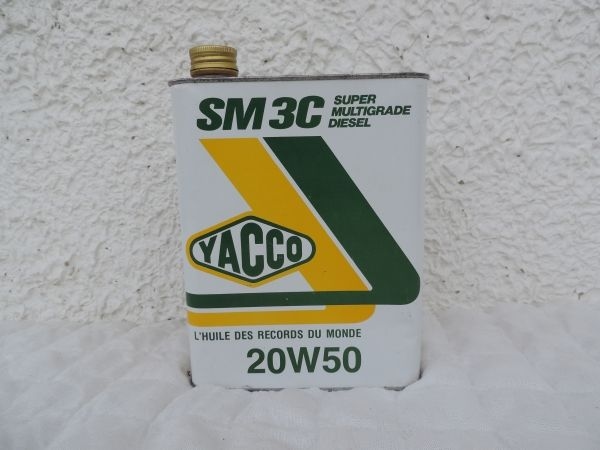 SM 3C
SUPER
MULTIGRADE
DIESEL
YACCO
L'HUILE DES RECORDS DU MONDE
20W50